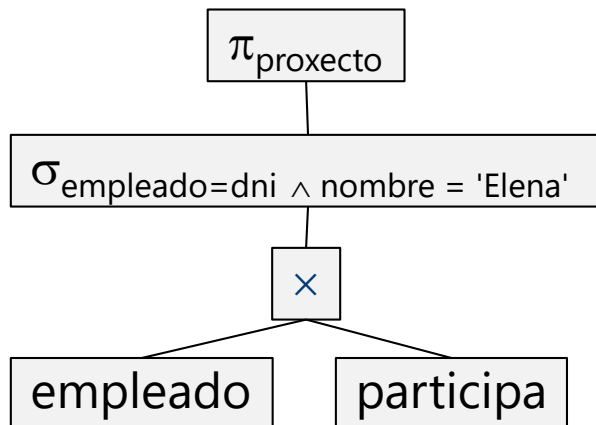 πproxecto
σempleado=dni ∧ nombre = 'Elena'
×
empleado participa